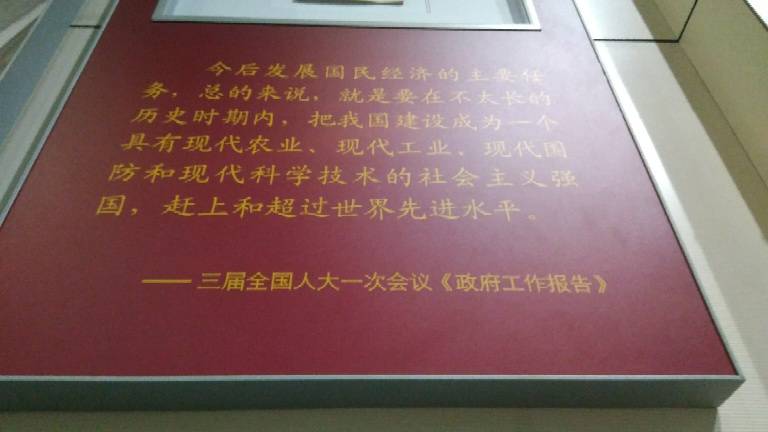 今后发展国民经济的主要任
务，总的来说，就是要在不太长的
历史时期内，把我国建设成为一个
具有现代农业、现代工业、现代国
防和现代科学技术的社会主义强
国，赶上和超过世界先进水平。
——三届全国人大一次会议《政府工作报告》